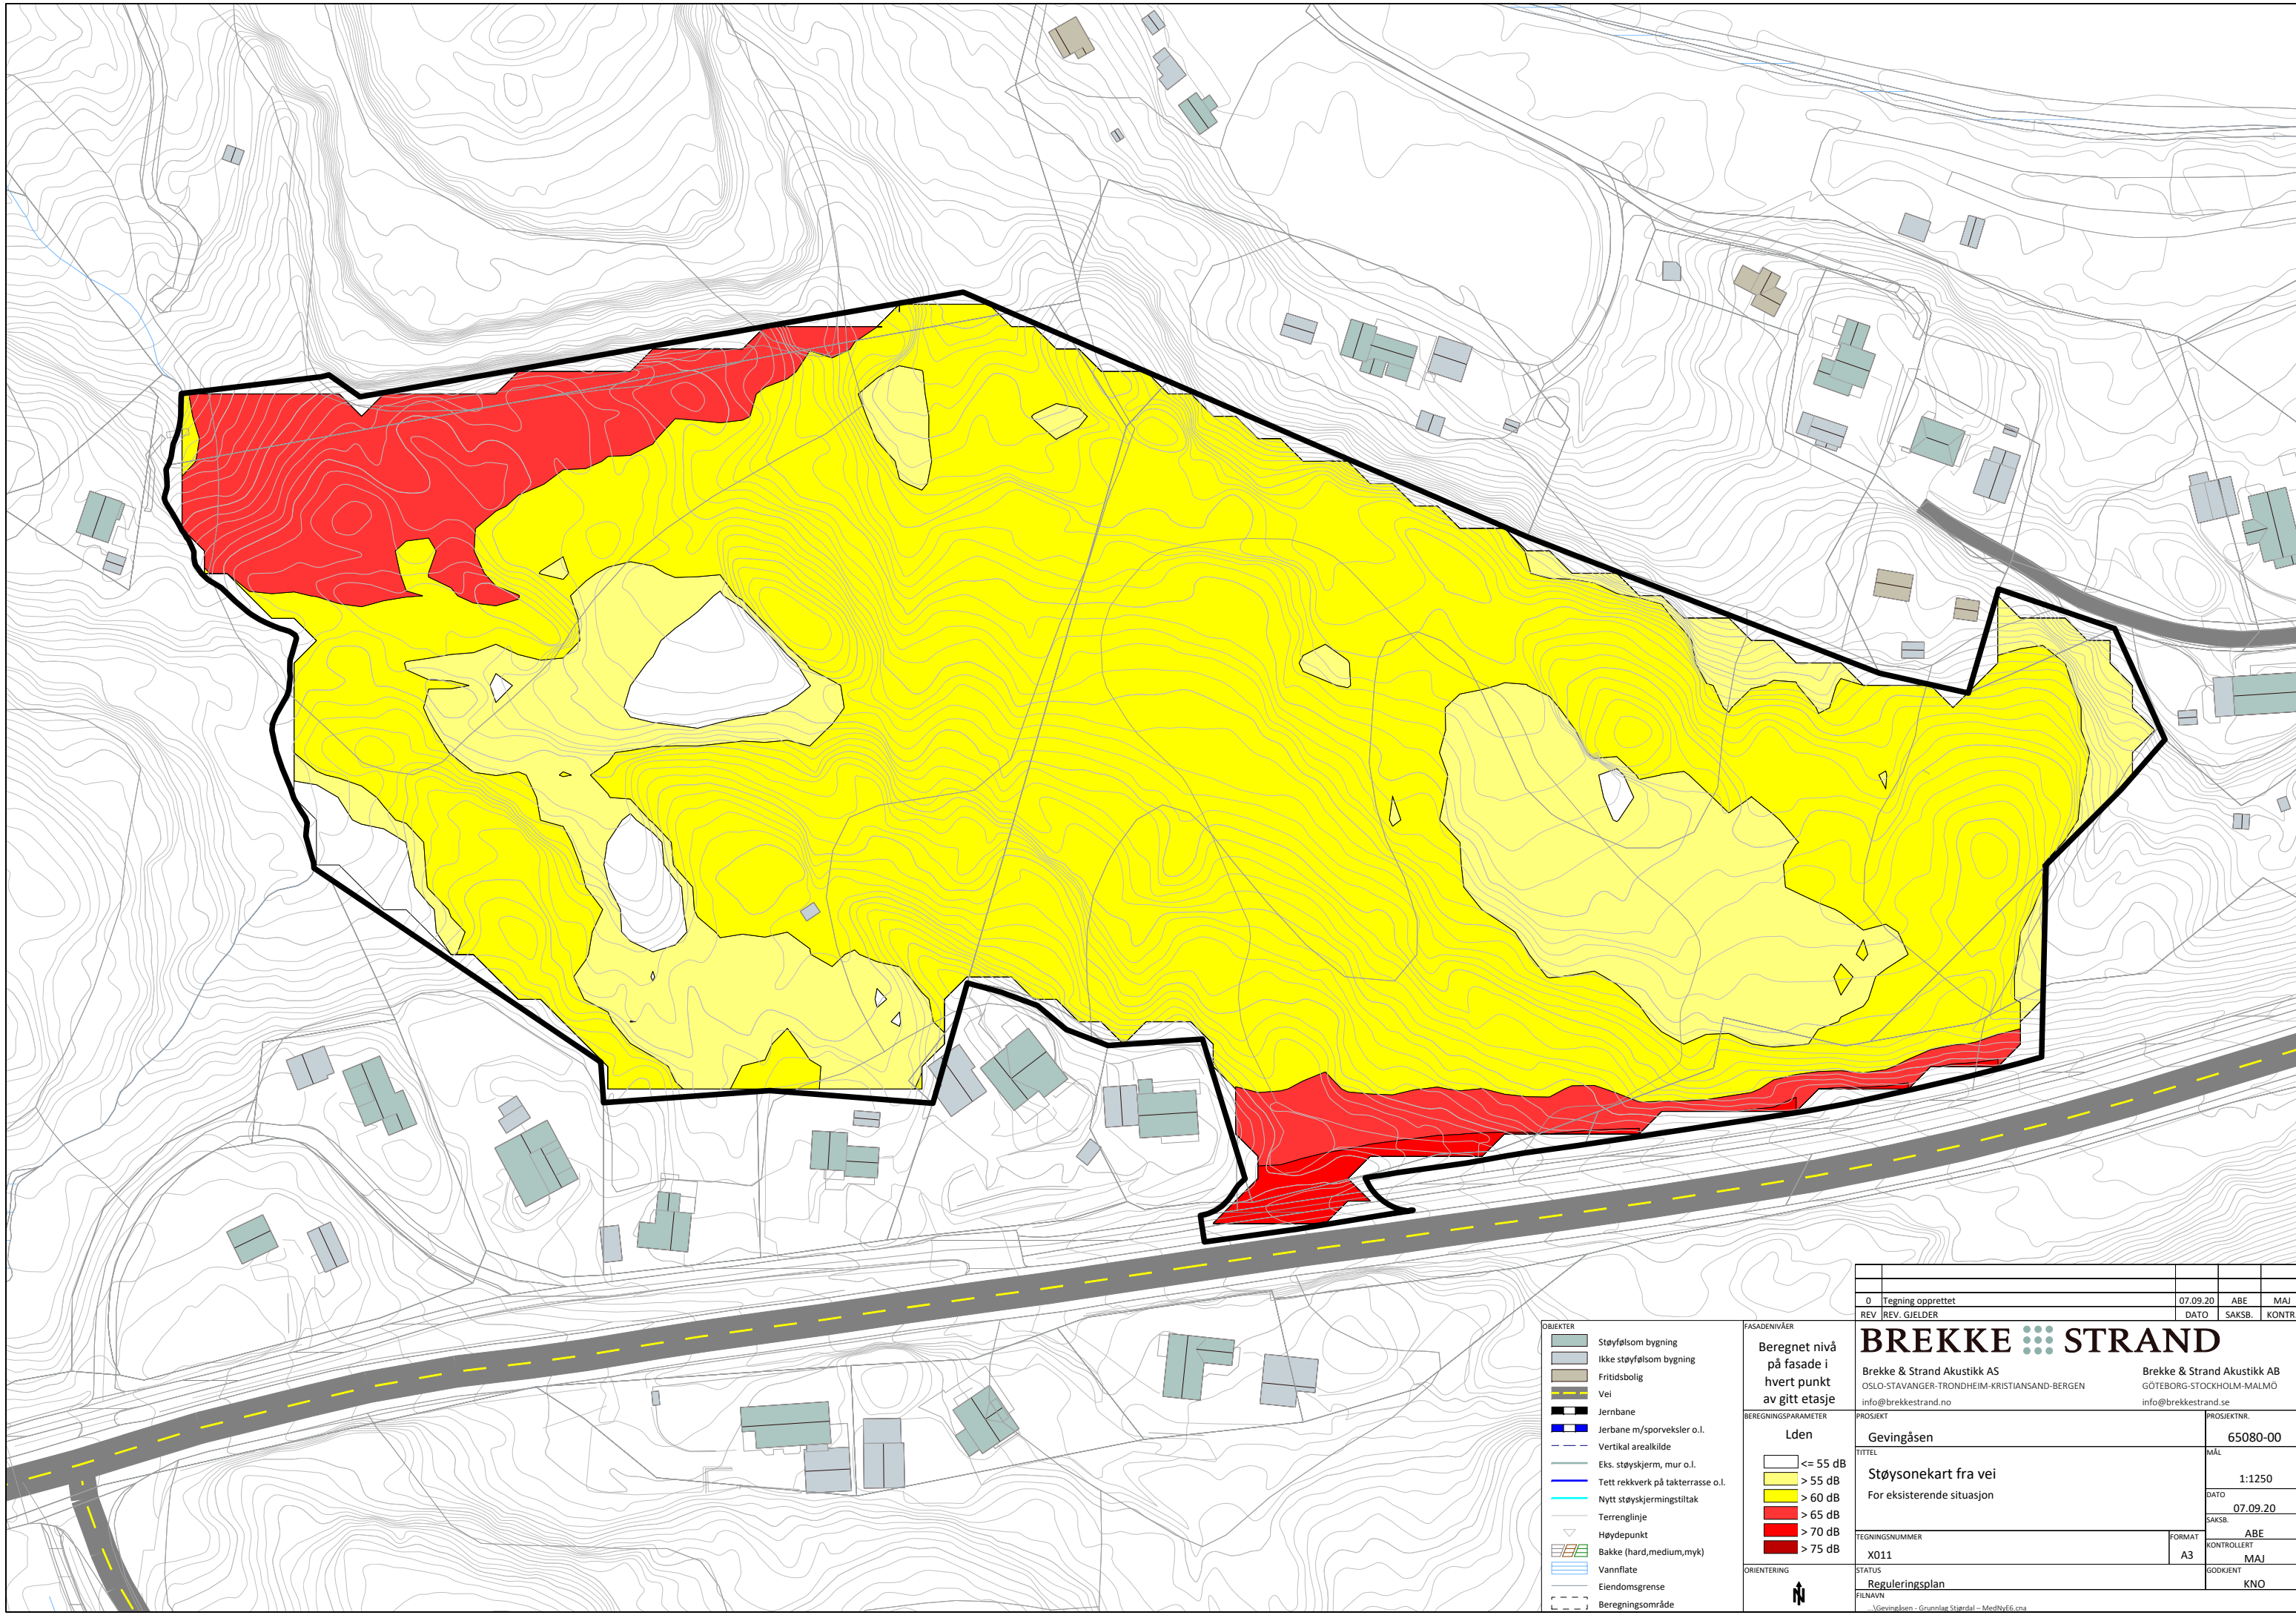 0 Tegning opprettet 07.09.20 ABE MAJ
REV REV. GJELDER DATO SAKSB. KONTR
OBJEKTER
Støyfølsom bygning
Ikke støyfølsom bygning
Fritidsbolig
Vei
Jernbane
Jerbane m/sporveksler o.l.
Vertikal arealkilde
Eks. støyskjerm, mur o.l.
Tett rekkverk på takterrasse o.l.
Nytt støyskjermingstiltak
Terrenglinje
Høydepunkt
Bakke (hard,medium,myk)
Vannflate
Eiendomsgrense
Beregningsområde
FASADENIVÅER
Beregnet nivå
på fasade i
hvert punkt
av gitt etasje
BEREGNINGSPARAMETER
Lden
<= 55 dB
> 55 dB
> 60 dB
> 65 dB
> 70 dB
> 75 dB
ORIENTERING
N
BREKKE STRAND
Brekke & Strand Akustikk AS
OSLO-STAVANGER-TRONDHEIM-KRISTIANSAND-BERGEN
info@brekkestrand.no
Brekke & Strand Akustikk AB
GÖTEBORG-STOCKHOLM-MALMÖ
info@brekkestrand.se
PROSJEKT
Gevingåsen
PROSJEKTNR.
65080-00
TITTEL
Støysonekart fra vei
For eksisterende situasjon
MÅL
1:1250
DATO
07.09.20
SAKSB.
ABE
TEGNINGSNUMMER
X011
FORMAT
A3
KONTROLLERT
MAJ
STATUS
Reguleringsplan
GODKJENT
KNO
FILNAVN
...\Gevingåsen - Grunnlag Stjørdal – MedNyE6.cna